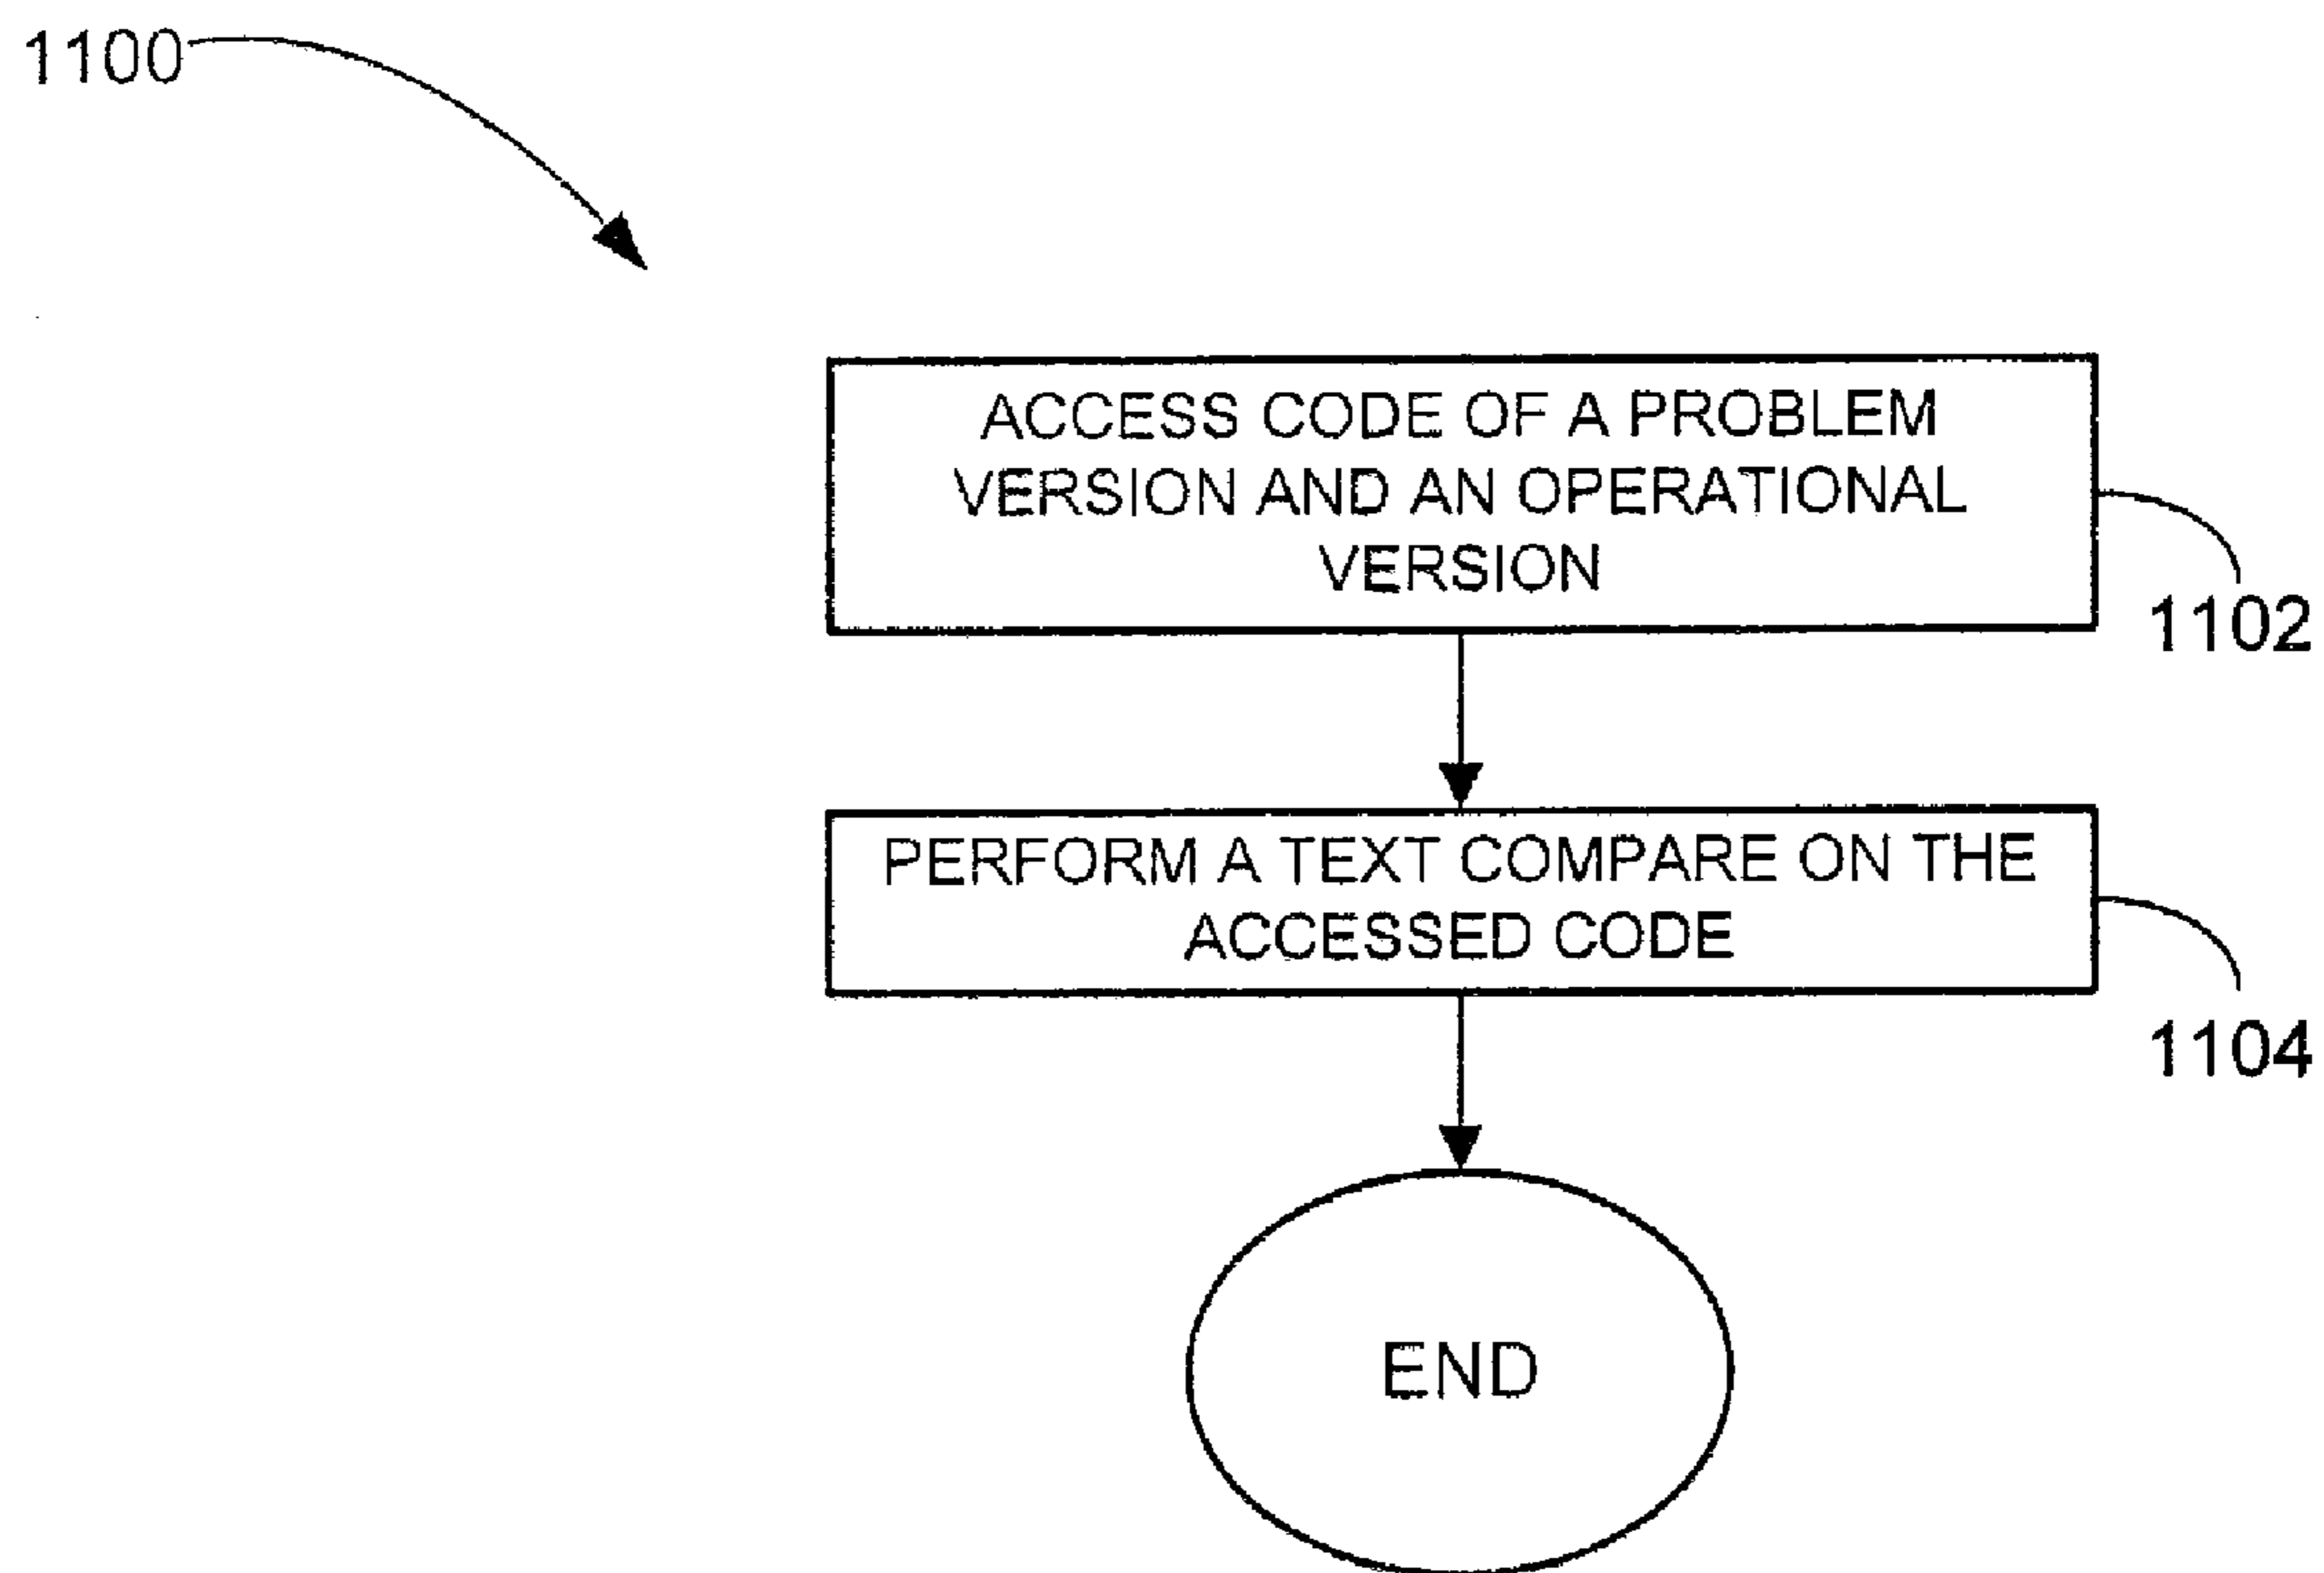 1100
ACCESS CODE OF A PROBLEM
VERSION AND AN OPERATIONAL
VERSION
1102
PERFORM A TEXT COMPARE ON THE
ACCESSED CODE
1104
END